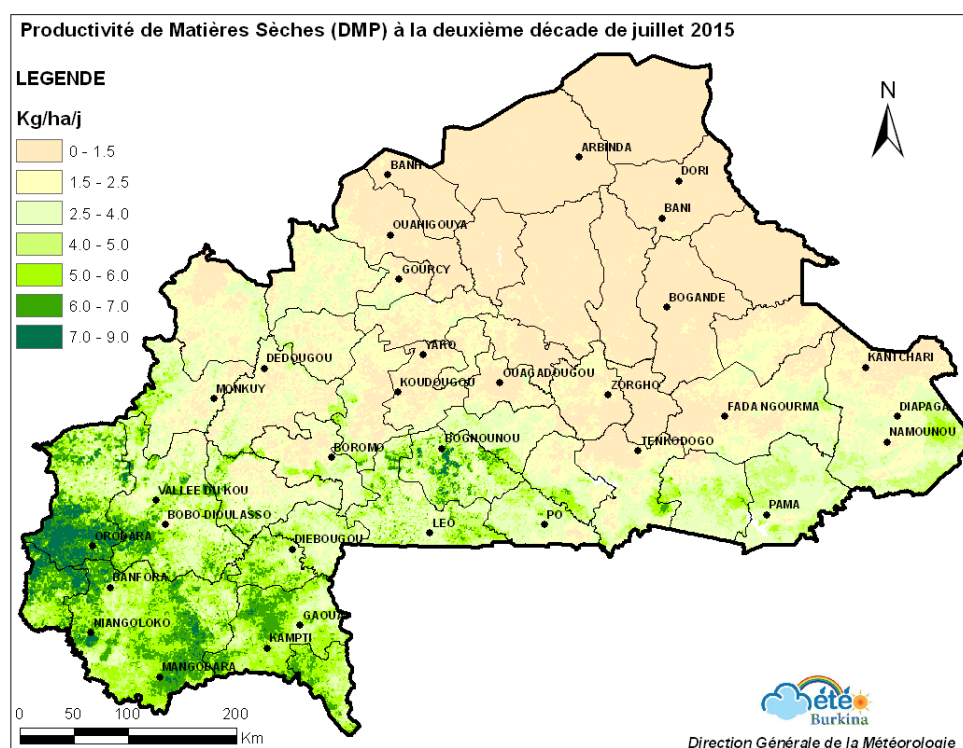 Productivité de Matières Sèches (DMP) à la deuxième décade de juillet 2015
LEGENDE
Kg/ha/j
0 - 1.5
1.5 - 2.5
2.5 - 4.0
4.0 - 5.0
5.0 - 6.0
6.0 - 7.0
7.0 - 9.0
N
ARBINDA
BANH
DORI
BANI
OUAHIGOUYA
GOURCY
BOGANDE
YAKO
KANTCHARI
DEDOUGOU
OUAGADOUGOU
KOUDOUGOU
ZORGHO
MONKUY
FADA NGOURMA
DIAPAGA
NAMOUNOU
BOGNOUNOU
TENKODOGO
BOROMO
VALLEE DU KOU
PAMA
BOBO-DIOULASSO
PO
LEO
ORODARA
DIEBOUGOU
BANFORA
GAOUA
NIANGOLOKO
KAMPTI
MANGODARA
0 50 100 200
Km
été
Burkina
Direction Générale de la Météorologie